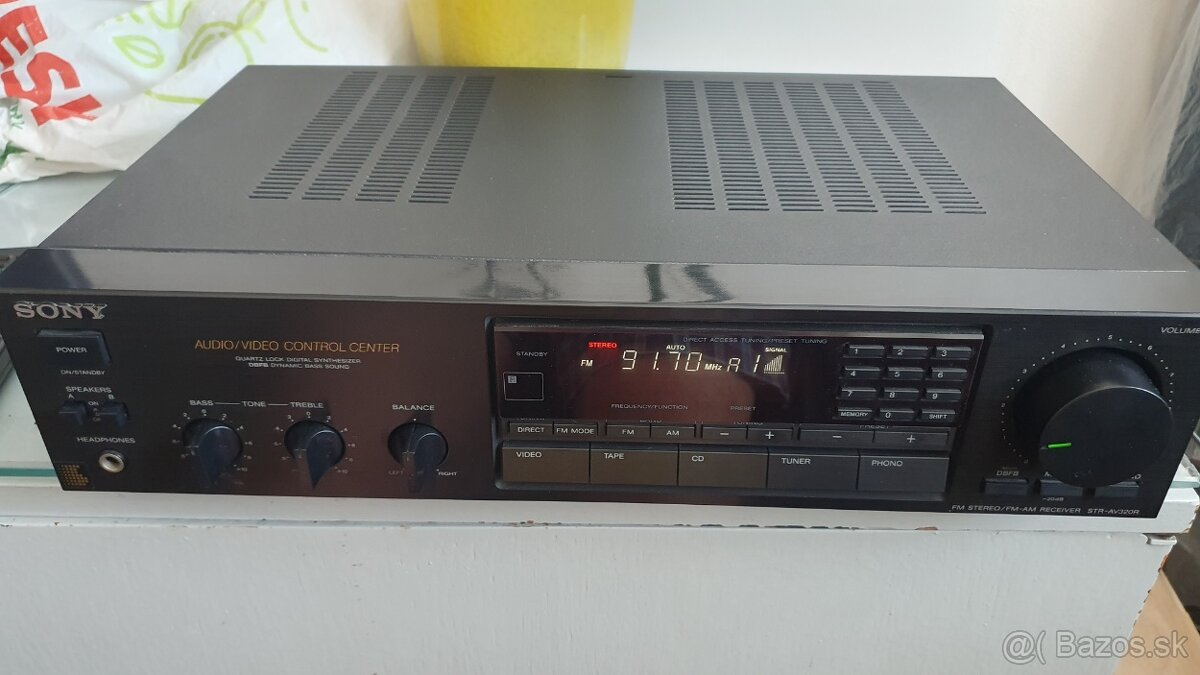 ESI
SONY
POWER
ON/STANDBY
SPEAKERS
A ON B
HEADPHONES
AUDIO/VIDEO CONTROL CENTER
QUARTZ LOCK DIGITAL SYNTHESIZER
DBFB DYNAMIC BASS SOUND
BASS TONE TREBLE
BALANCE
LEFT RIGHT
DIRECT ACCESS TUNING/PRESET TUNING
STANDBY
STEREO AUTO SIGNAL
FM 91.70 MHz A 1
FREQUENCY/FUNCTION PRESET
1 2 3
4 5 6
7 8 9
MEMORY 0 SHIFT
DIRECT FM MODE FM AM − + − +
VIDEO TAPE CD TUNER PHONO
VOLUME
DBFB
-20dB
FM STEREO/FM-AM RECEIVER STR-AV320R
@( Bazos.sk